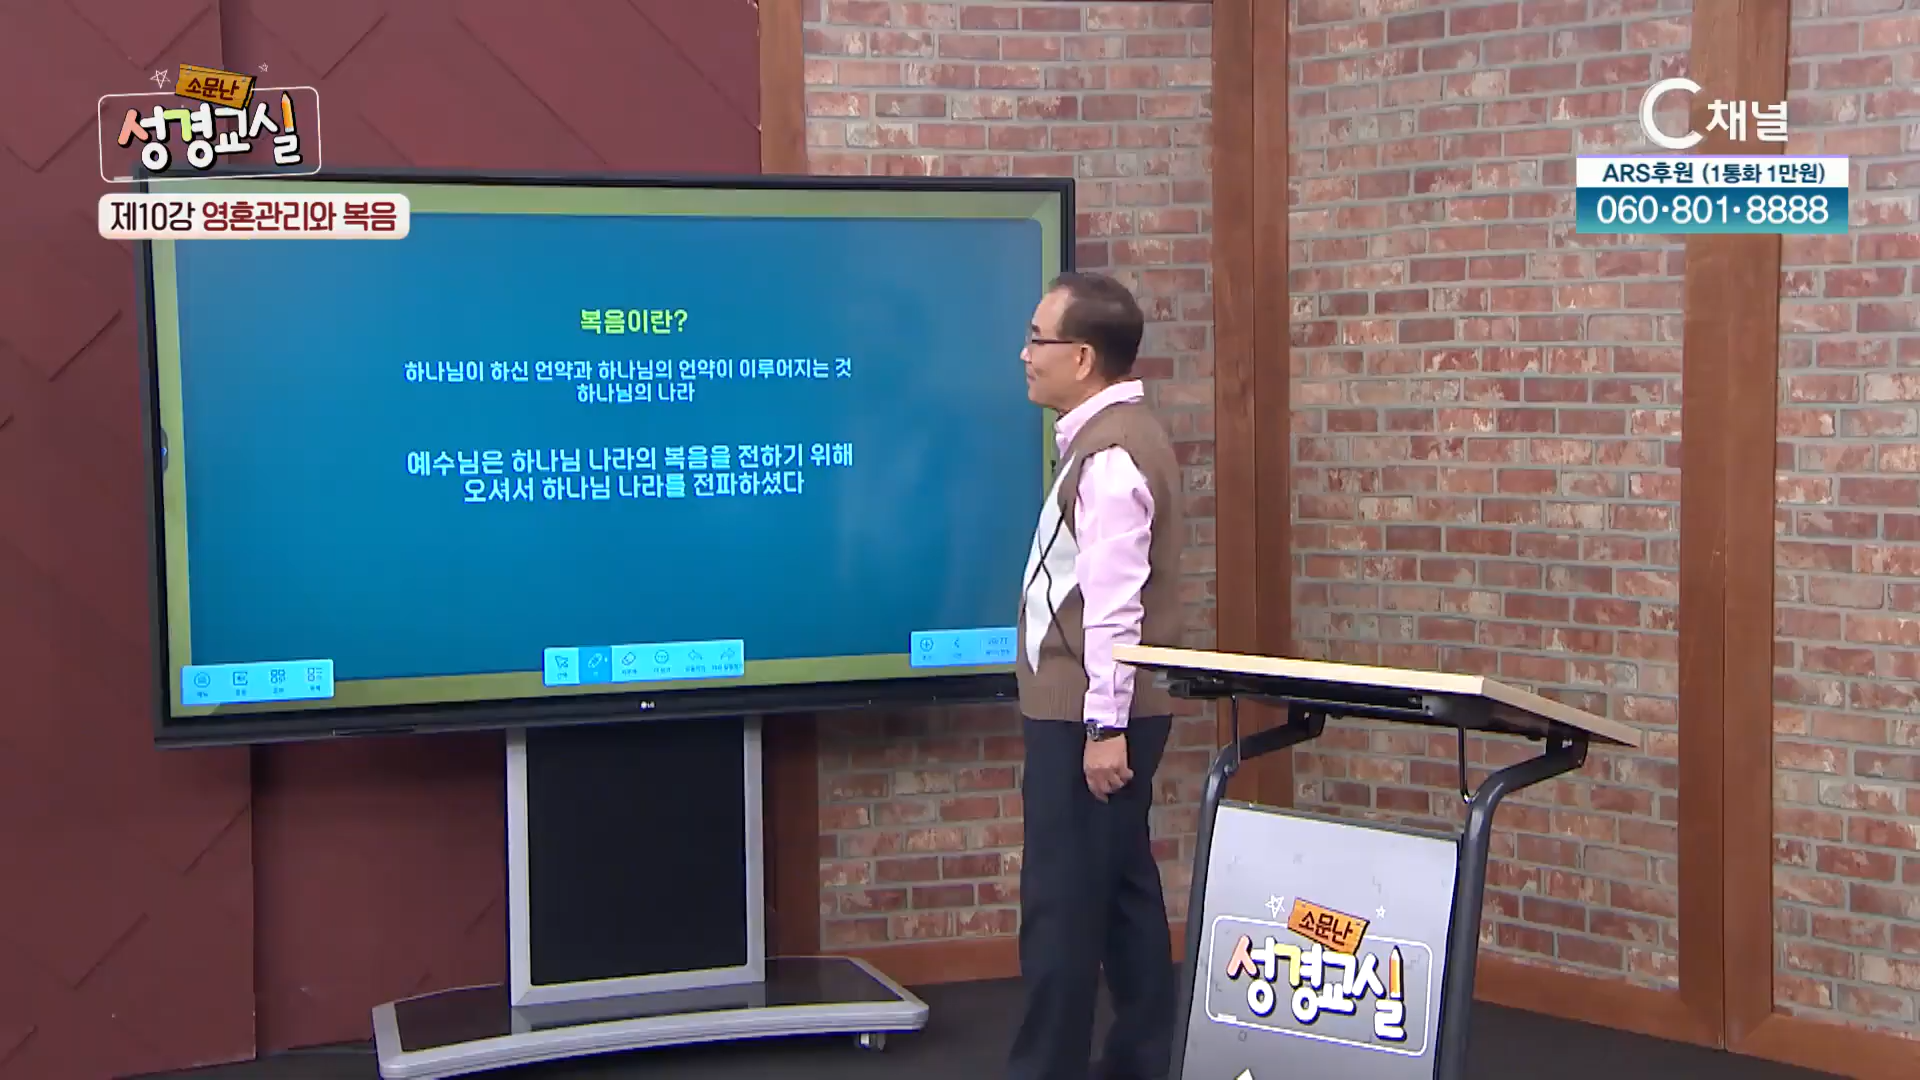 소문난
성경교실
제10강 영혼관리와 복음
C채널
ARS후원 (1통화 1만원)
060·801·8888
복음이란?
하나님이 하신 언약과 하나님의 언약이 이루어지는 것
하나님의 나라
예수님은 하나님 나라의 복음을 전하기 위해
오셔서 하나님 나라를 전파하셨다
LG
소문난
성경교실